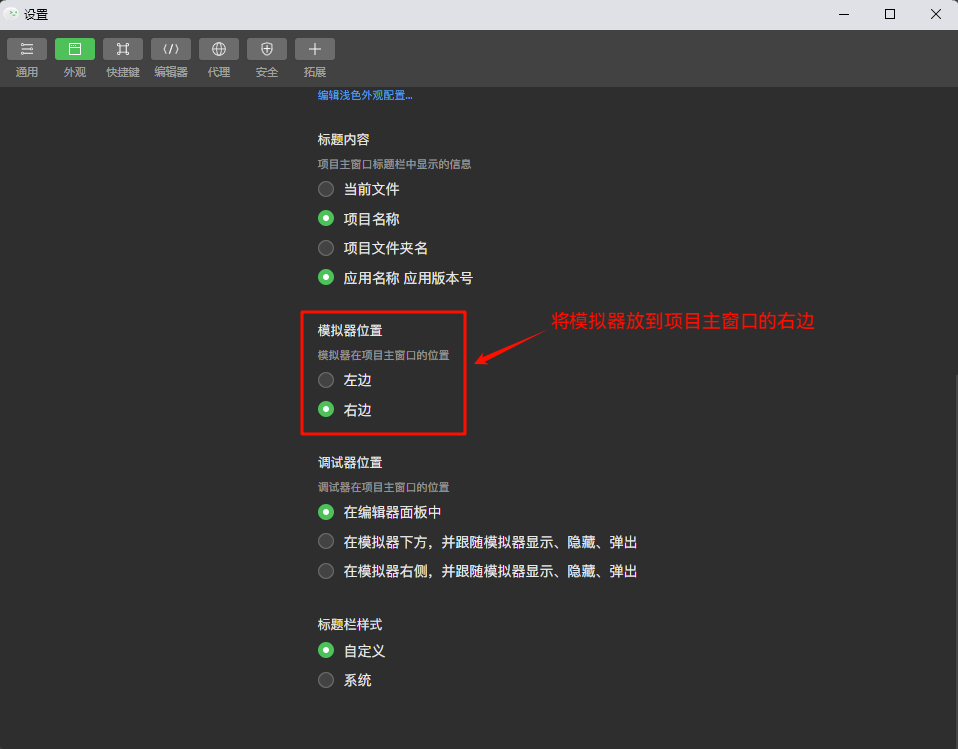 设置
通用 外观 快捷键 编辑器 代理 安全 拓展
编辑浅色外观配置...
标题内容
项目主窗口标题栏中显示的信息
当前文件
项目名称
项目文件夹名
应用名称 应用版本号
模拟器位置
将模拟器放到项目主窗口的右边
模拟器在项目主窗口的位置
左边
右边
调试器位置
调试器在项目主窗口的位置
在编辑器面板中
在模拟器下方，并跟随模拟器显示、隐藏、弹出
在模拟器右侧，并跟随模拟器显示、隐藏、弹出
标题栏样式
自定义
系统